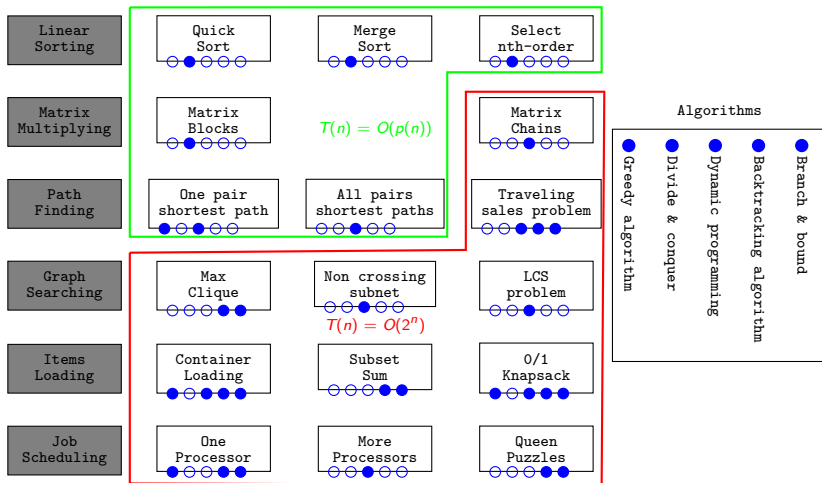 Linear
Sorting
Quick
Sort
Merge
Sort
Select
nth-order
Matrix
Multiplying
Matrix
Blocks
T(n) = O(p(n))
Matrix
Chains
Path
Finding
One pair
shortest path
All pairs
shortest paths
Traveling
sales problem
Graph
Searching
Max
Clique
Non crossing
subnet
LCS
problem
T(n) = O(2^n)
Items
Loading
Container
Loading
Subset
Sum
0/1
Knapsack
Job
Scheduling
One
Processor
More
Processors
Queen
Puzzles
Algorithms
Greedy algorithm
Divide & conquer
Dynamic programming
Backtracking algorithm
Branch & bound